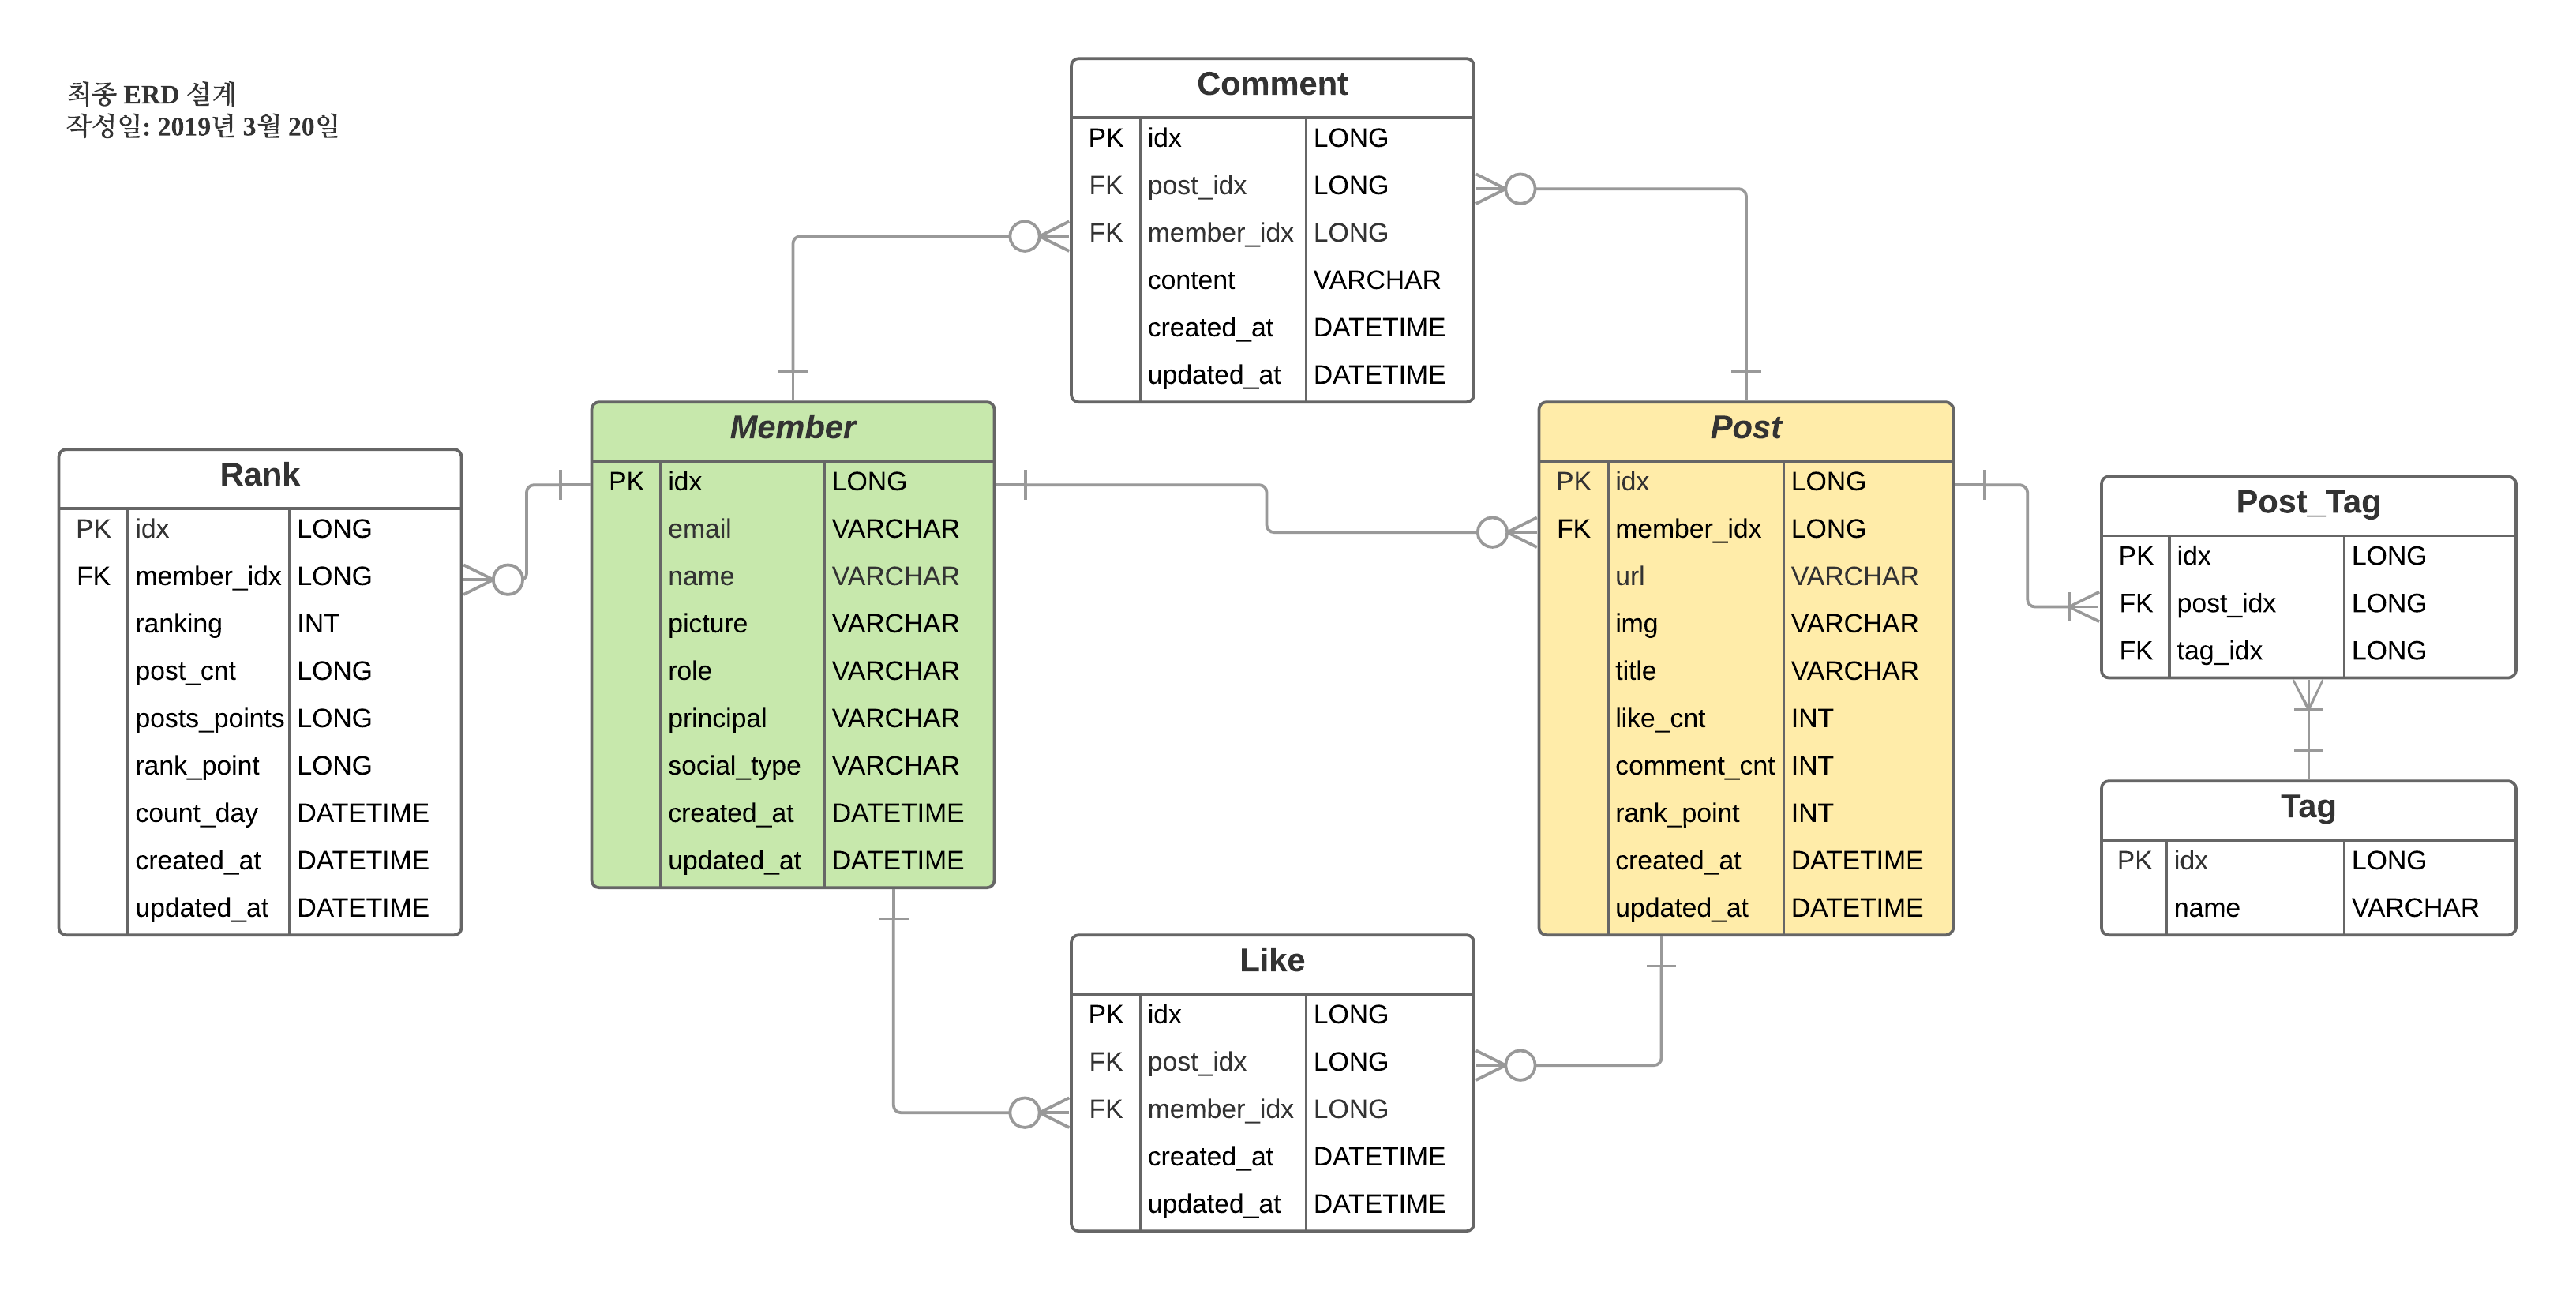 최종 ERD 설계
작성일: 2019년 3월 20일
Comment
PK idx LONG
FK post_idx LONG
FK member_idx LONG
content VARCHAR
created_at DATETIME
updated_at DATETIME
Rank
PK idx LONG
FK member_idx LONG
ranking INT
post_cnt LONG
posts_points LONG
rank_point LONG
count_day DATETIME
created_at DATETIME
updated_at DATETIME
Member
PK idx LONG
email VARCHAR
name VARCHAR
picture VARCHAR
role VARCHAR
principal VARCHAR
social_type VARCHAR
created_at DATETIME
updated_at DATETIME
Post
PK idx LONG
FK member_idx LONG
url VARCHAR
img VARCHAR
title VARCHAR
like_cnt INT
comment_cnt INT
rank_point INT
created_at DATETIME
updated_at DATETIME
Post_Tag
PK idx LONG
FK post_idx LONG
FK tag_idx LONG
Tag
PK idx LONG
name VARCHAR
Like
PK idx LONG
FK post_idx LONG
FK member_idx LONG
created_at DATETIME
updated_at DATETIME